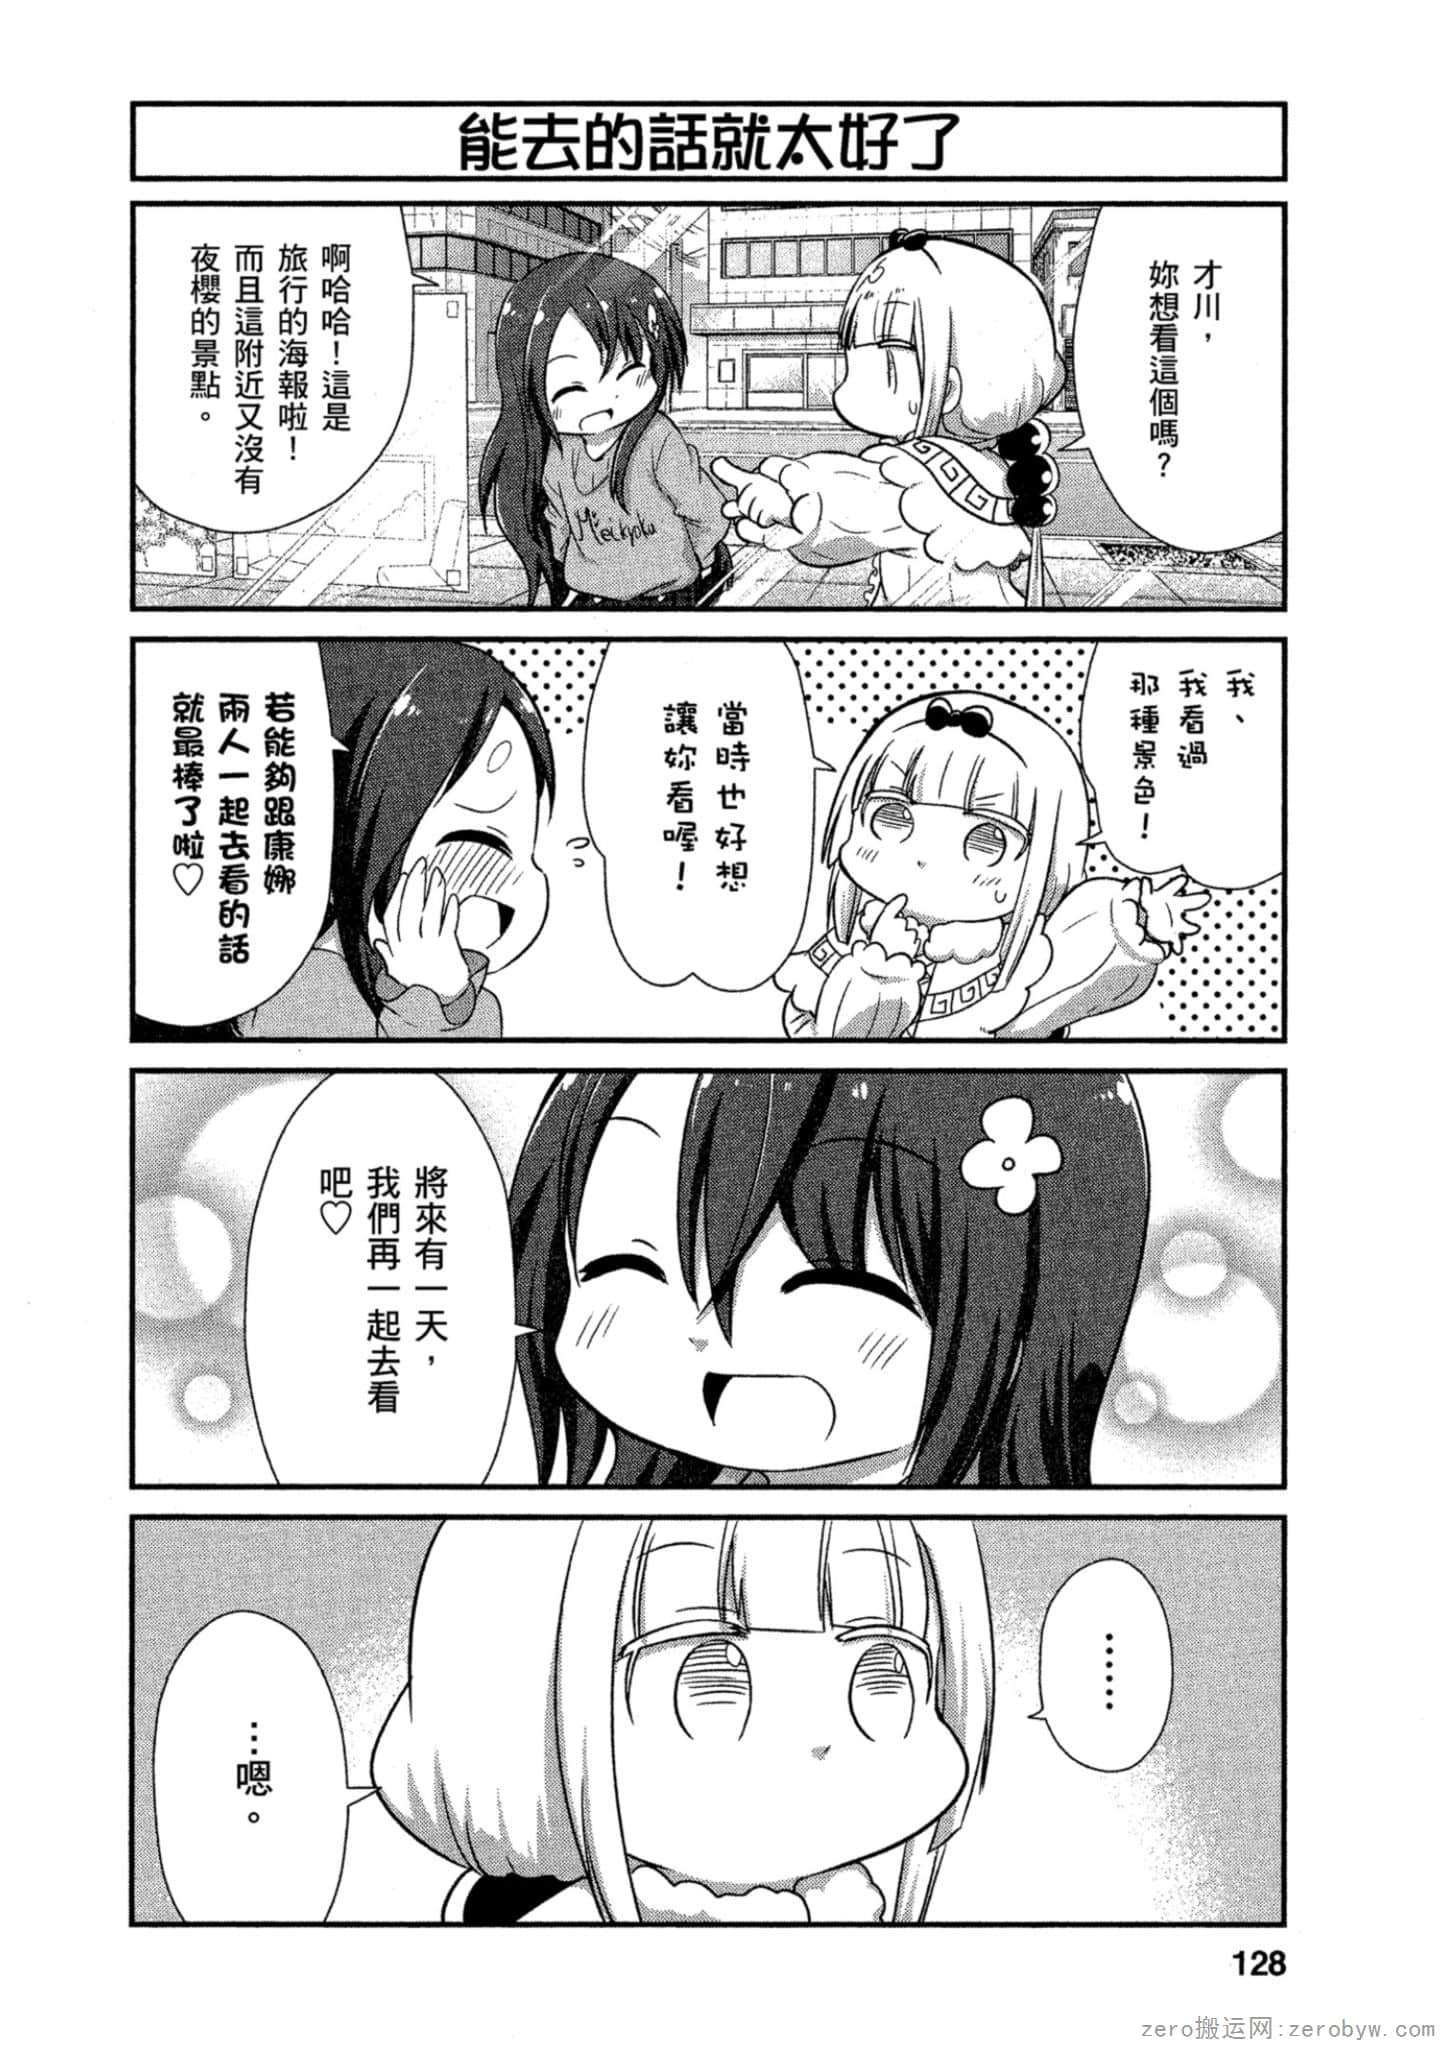 能去的話就太好了
才川，
妳想看這個嗎？
啊哈哈！這是
旅行的海報啦！
而且這附近又沒有
夜櫻的景點。
Meikyoku
我、
我看過
那種景色！
當時也好想
讓妳看喔！
若能夠跟康娜
兩人一起去看的話
就最棒了啦♡
將來有一天，
我們再一起去看
吧♡
……
…嗯。
128
zero搬运网:zerobyw.com